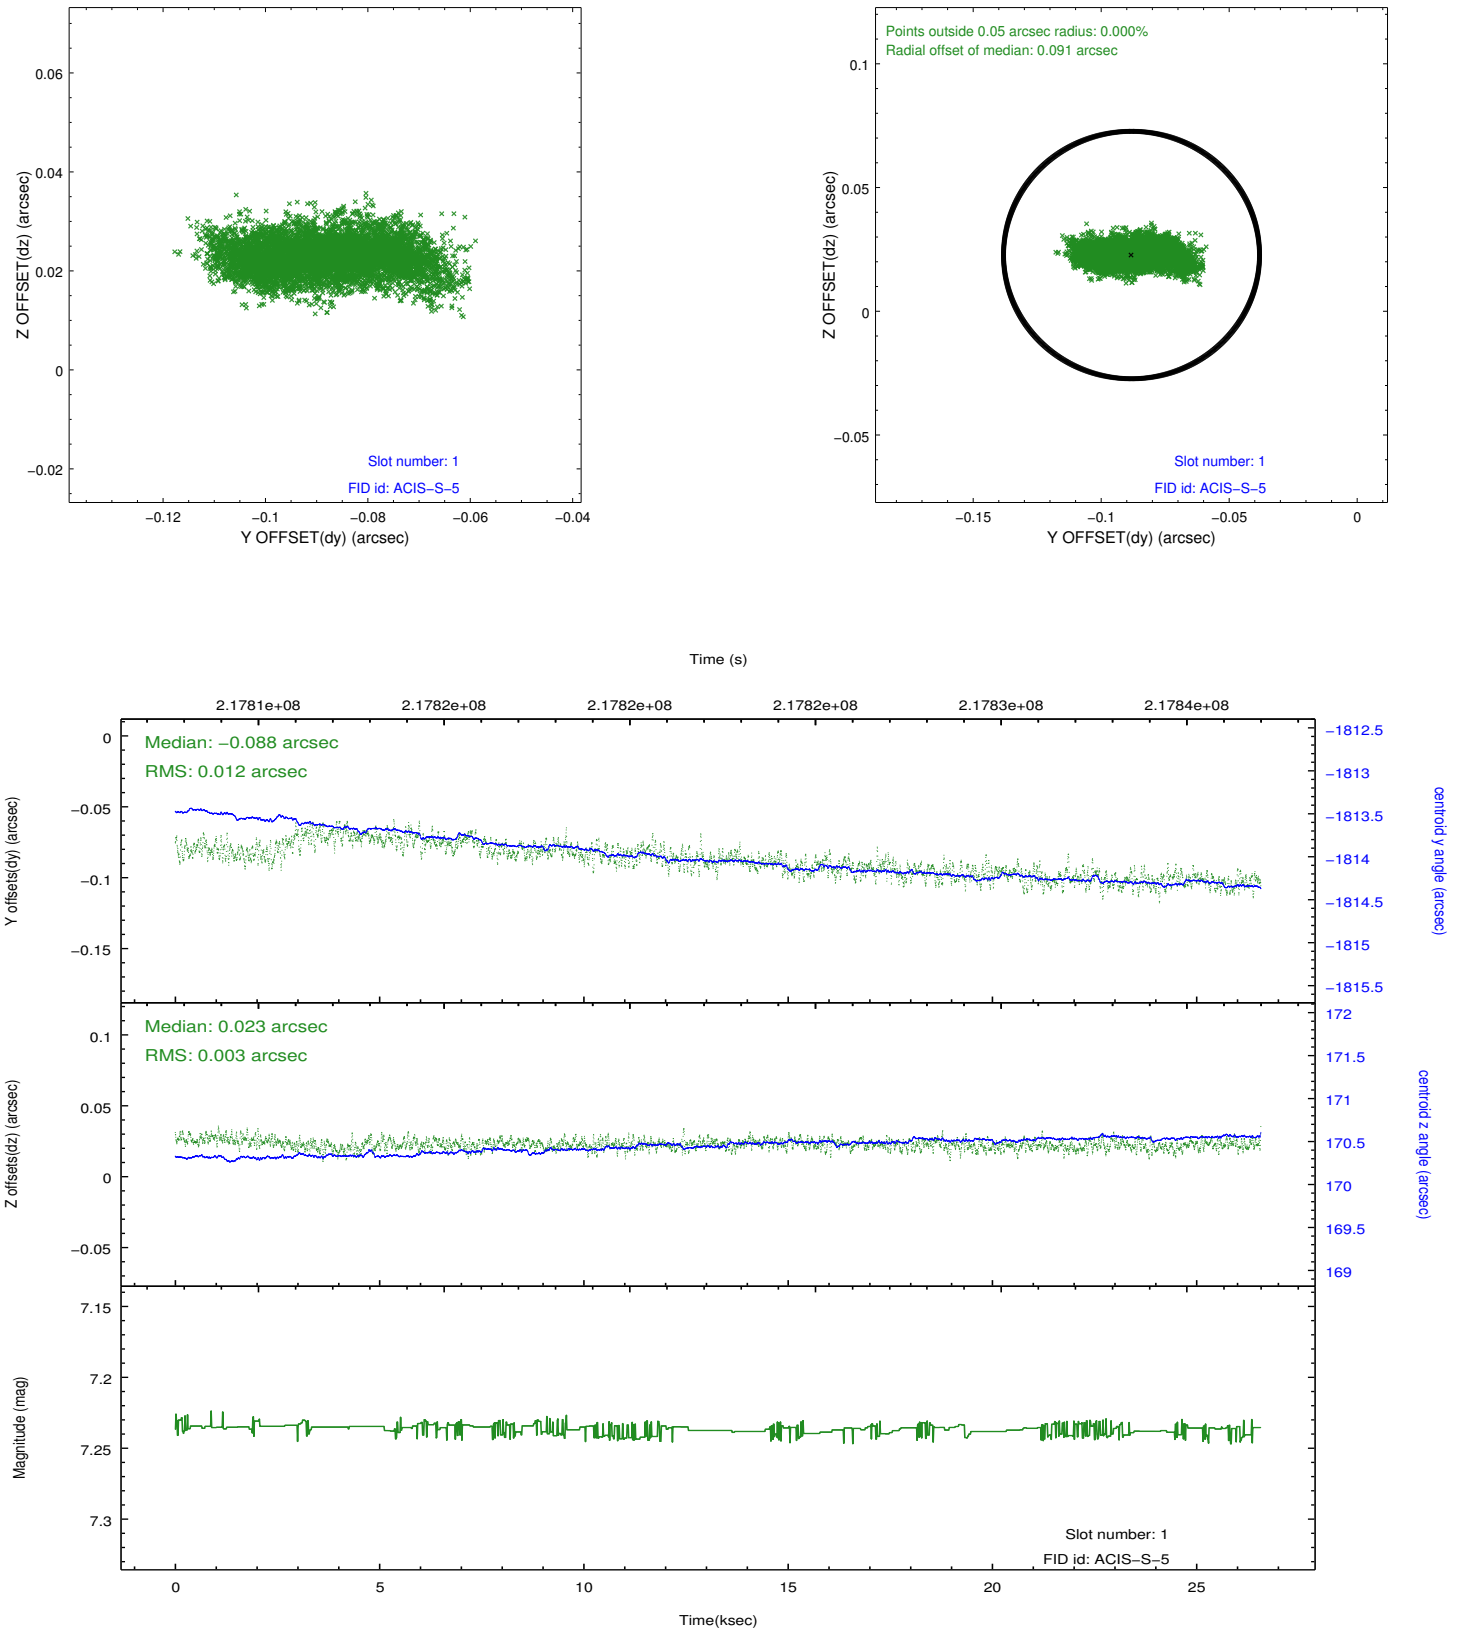 0.06
0.04
0.02
0
−0.02
Z OFFSET(dz) (arcsec)
Slot number: 1
FID id: ACIS−S−5
−0.12
−0.1
−0.08
−0.06
−0.04
Y OFFSET(dy) (arcsec)
Points outside 0.05 arcsec radius: 0.000%
Radial offset of median: 0.091 arcsec
0.1
0.05
0
−0.05
Z OFFSET(dz) (arcsec)
Slot number: 1
FID id: ACIS−S−5
−0.15
−0.1
−0.05
0
Y OFFSET(dy) (arcsec)
Time (s)
2.1781e+08
2.1782e+08
2.1782e+08
2.1782e+08
2.1783e+08
2.1784e+08
Median: −0.088 arcsec
RMS: 0.012 arcsec
0
−0.05
−0.1
−0.15
Y offsets(dy) (arcsec)
−1812.5
−1813
−1813.5
−1814
−1814.5
−1815
−1815.5
centroid y angle (arcsec)
Median: 0.023 arcsec
RMS: 0.003 arcsec
0.1
0.05
0
−0.05
Z offsets(dz) (arcsec)
172
171.5
171
170.5
170
169.5
169
centroid z angle (arcsec)
7.15
7.2
7.25
7.3
Magnitude (mag)
Slot number: 1
FID id: ACIS−S−5
0
5
10
15
20
25
Time(ksec)